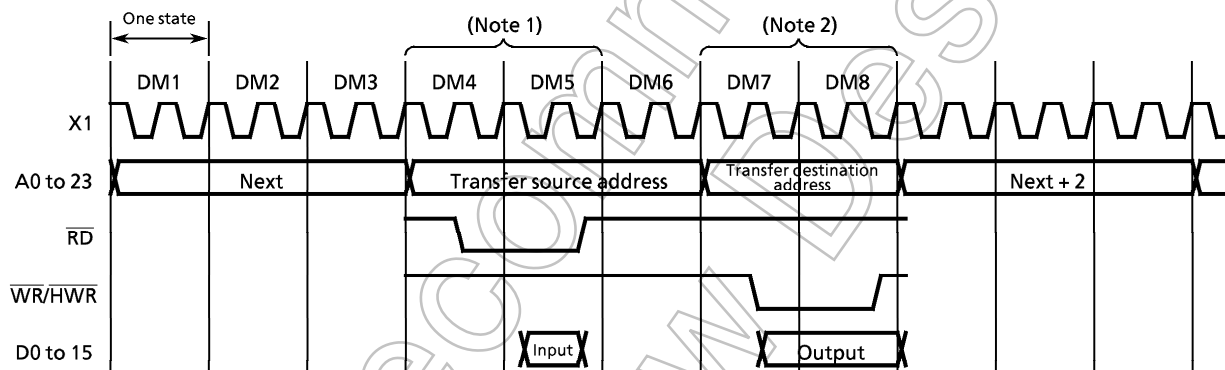 One state
(Note 1)
(Note 2)
DM1 DM2 DM3 DM4 DM5 DM6 DM7 DM8
X1
A0 to 23
Next
Transfer source address
Transfer destination
address
Next + 2
RD
WR/HWR
D0 to 15
Input
Output